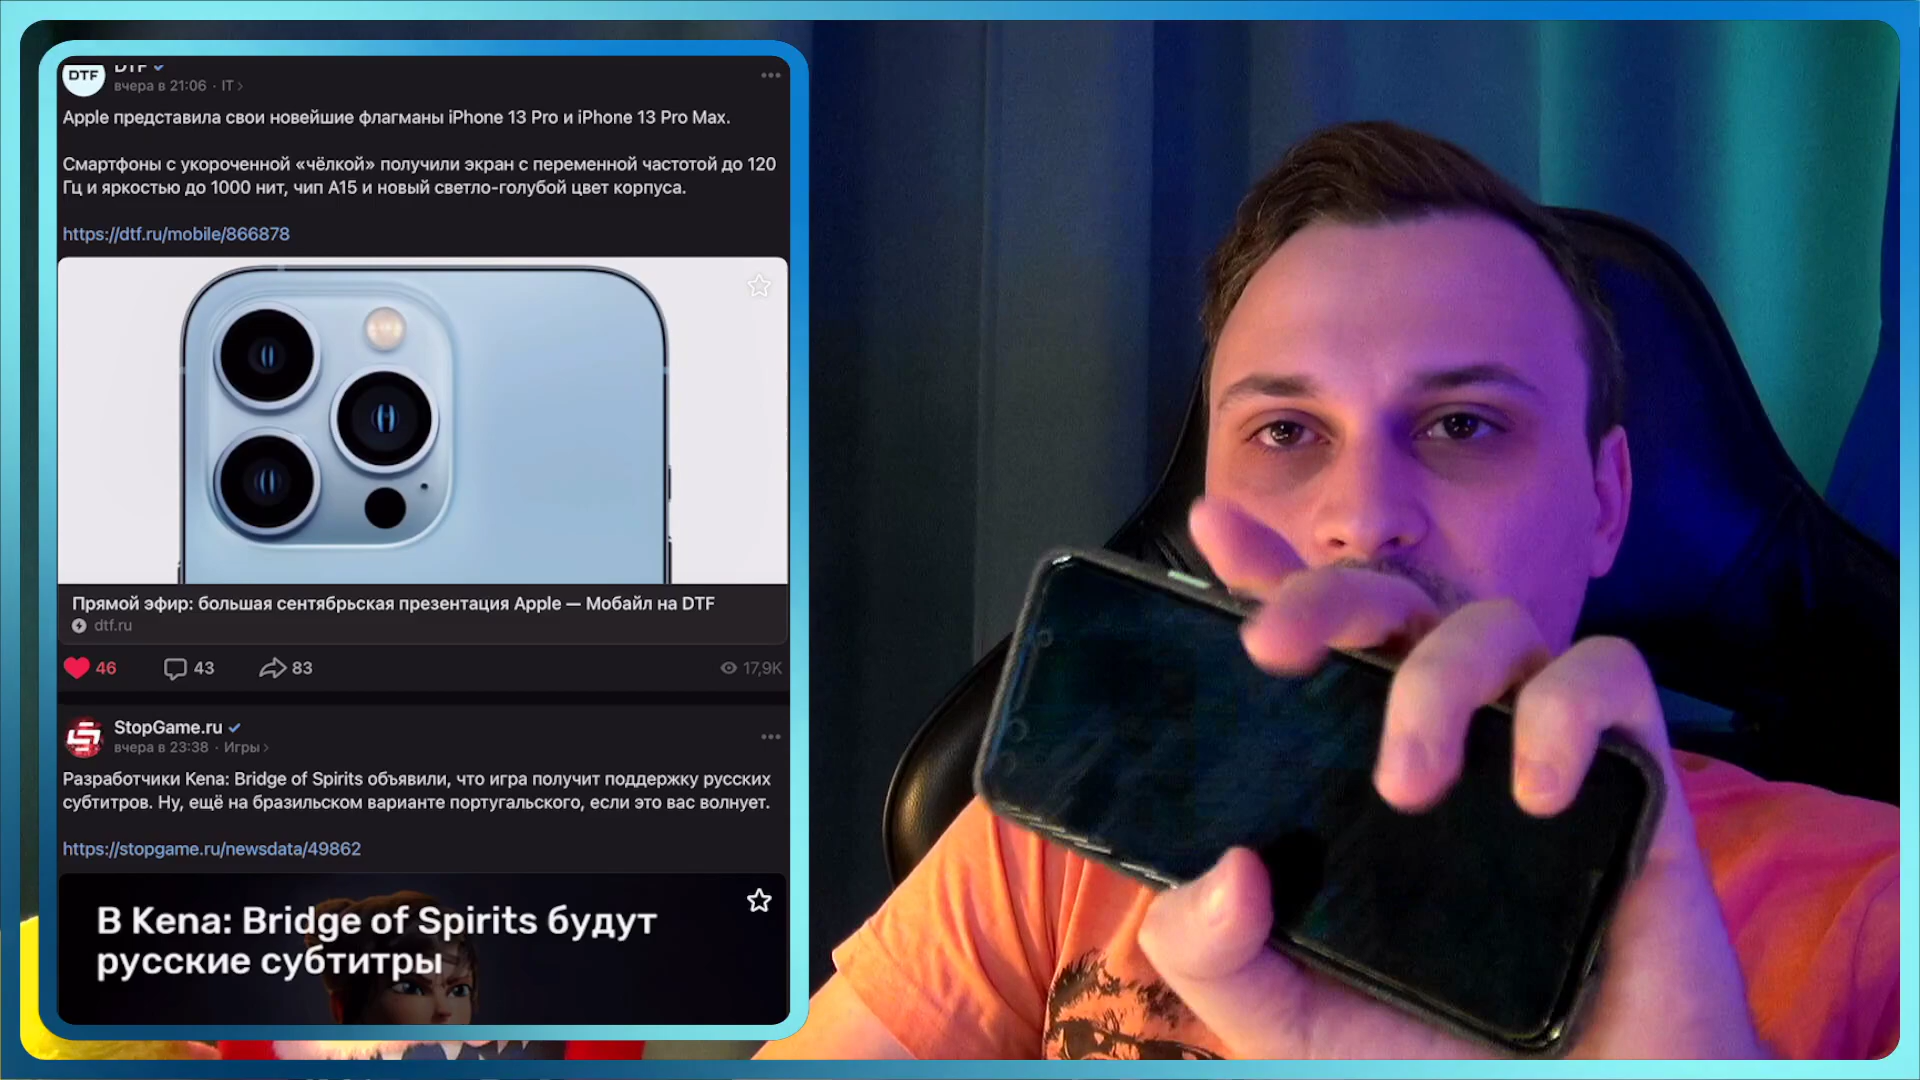 DTF
DTF
вчера в 21:06 · IT >
Apple представила свои новейшие флагманы iPhone 13 Pro и iPhone 13 Pro Max.
Смартфоны с укороченной «чёлкой» получили экран с переменной частотой до 120
Гц и яркостью до 1000 нит, чип A15 и новый светло-голубой цвет корпуса.
https://dtf.ru/mobile/866878
Прямой эфир: большая сентябрьская презентация Apple — Мобайл на DTF
dtf.ru
46 43 83 17,9K
StopGame.ru
вчера в 23:38 · Игры >
Разработчики Kena: Bridge of Spirits объявили, что игра получит поддержку русских
субтитров. Ну, ещё на бразильском варианте португальского, если это вас волнует.
https://stopgame.ru/newsdata/49862
В Kena: Bridge of Spirits будут
русские субтитры